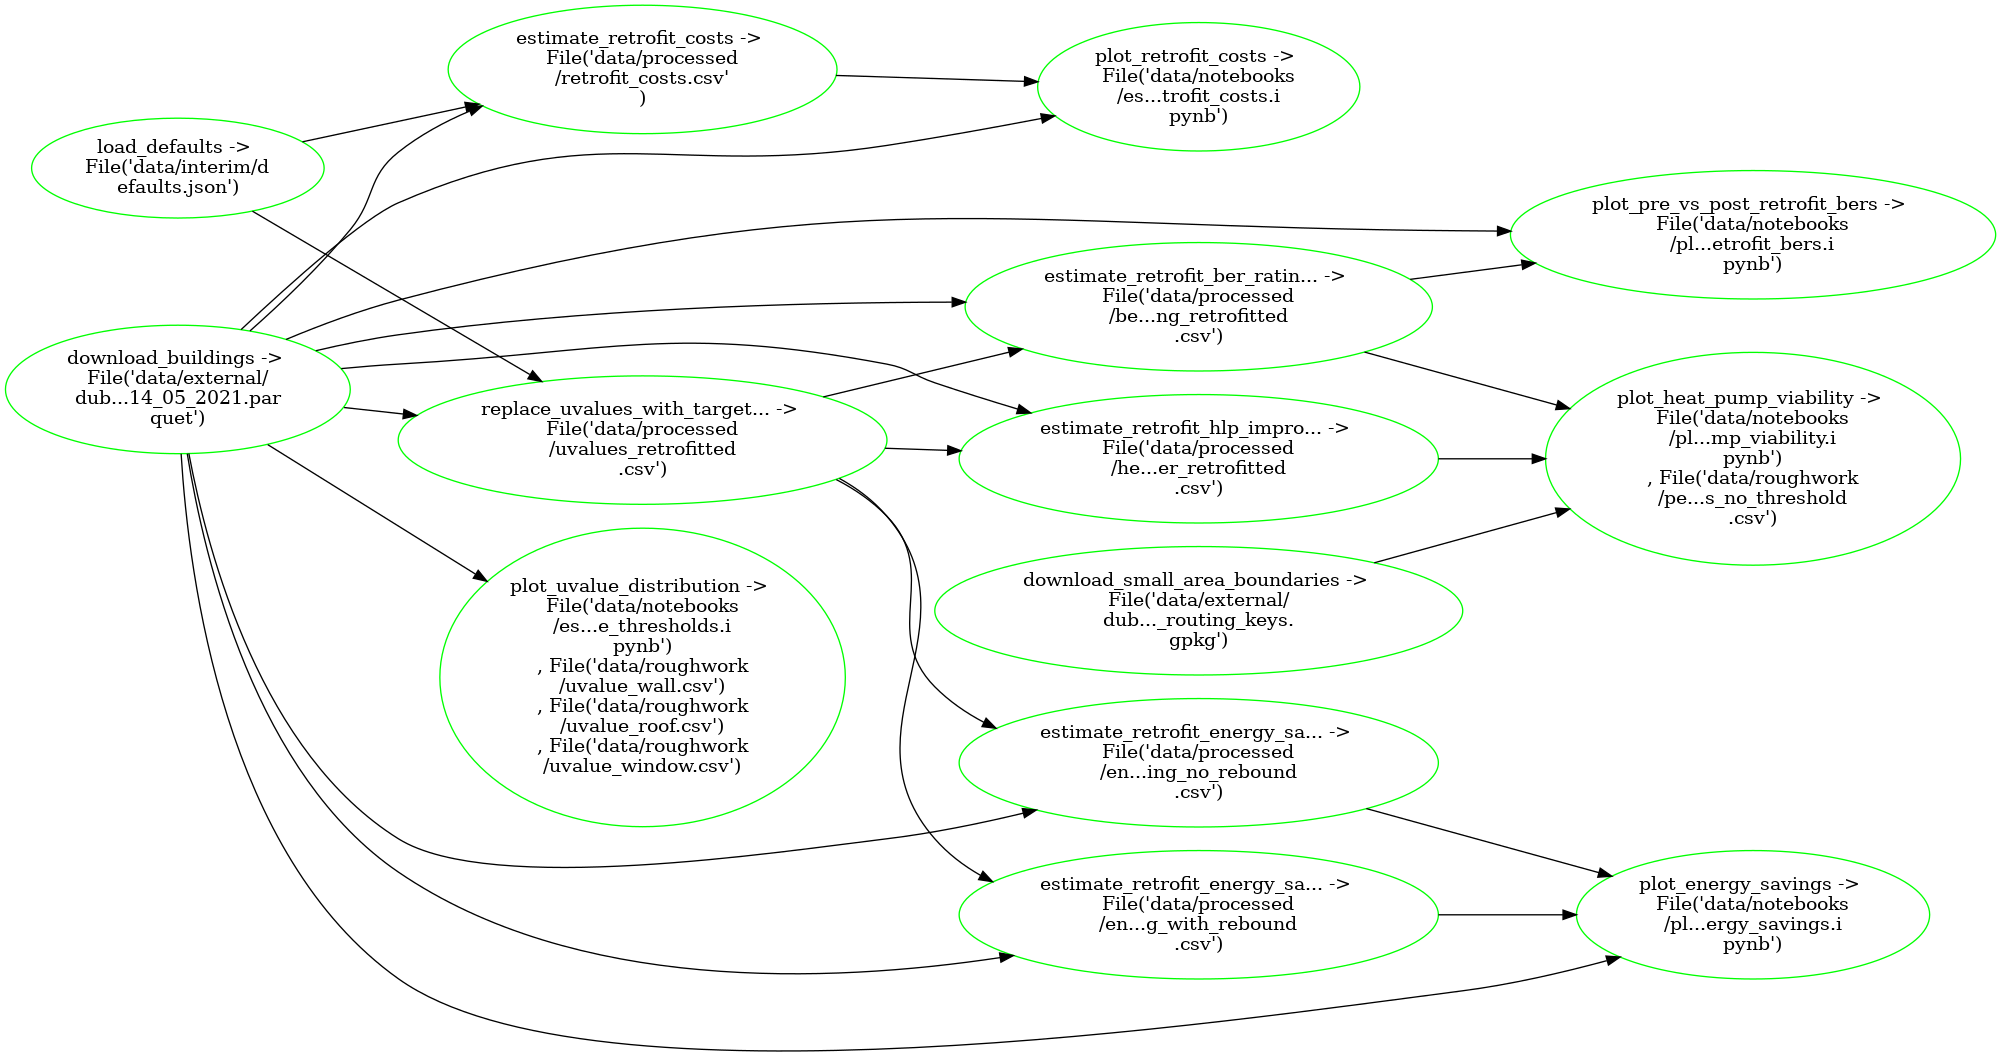 estimate_retrofit_costs ->
File('data/processed
/retrofit_costs.csv'
)
plot_retrofit_costs ->
File('data/notebooks
/es...trofit_costs.i
pynb')
load_defaults ->
File('data/interim/d
efaults.json')
plot_pre_vs_post_retrofit_bers ->
File('data/notebooks
/pl...etrofit_bers.i
pynb')
estimate_retrofit_ber_ratin... ->
File('data/processed
/be...ng_retrofitted
.csv')
download_buildings ->
File('data/external/
dub...14_05_2021.par
quet')
replace_uvalues_with_target... ->
File('data/processed
/uvalues_retrofitted
.csv')
estimate_retrofit_hlp_impro... ->
File('data/processed
/he...er_retrofitted
.csv')
plot_heat_pump_viability ->
File('data/notebooks
/pl...mp_viability.i
pynb')
, File('data/roughwork
/pe...s_no_threshold
.csv')
download_small_area_boundaries ->
File('data/external/
dub..._routing_keys.
gpkg')
plot_uvalue_distribution ->
File('data/notebooks
/es...e_thresholds.i
pynb')
, File('data/roughwork
/uvalue_wall.csv')
, File('data/roughwork
/uvalue_roof.csv')
, File('data/roughwork
/uvalue_window.csv')
estimate_retrofit_energy_sa... ->
File('data/processed
/en...ing_no_rebound
.csv')
estimate_retrofit_energy_sa... ->
File('data/processed
/en...g_with_rebound
.csv')
plot_energy_savings ->
File('data/notebooks
/pl...ergy_savings.i
pynb')